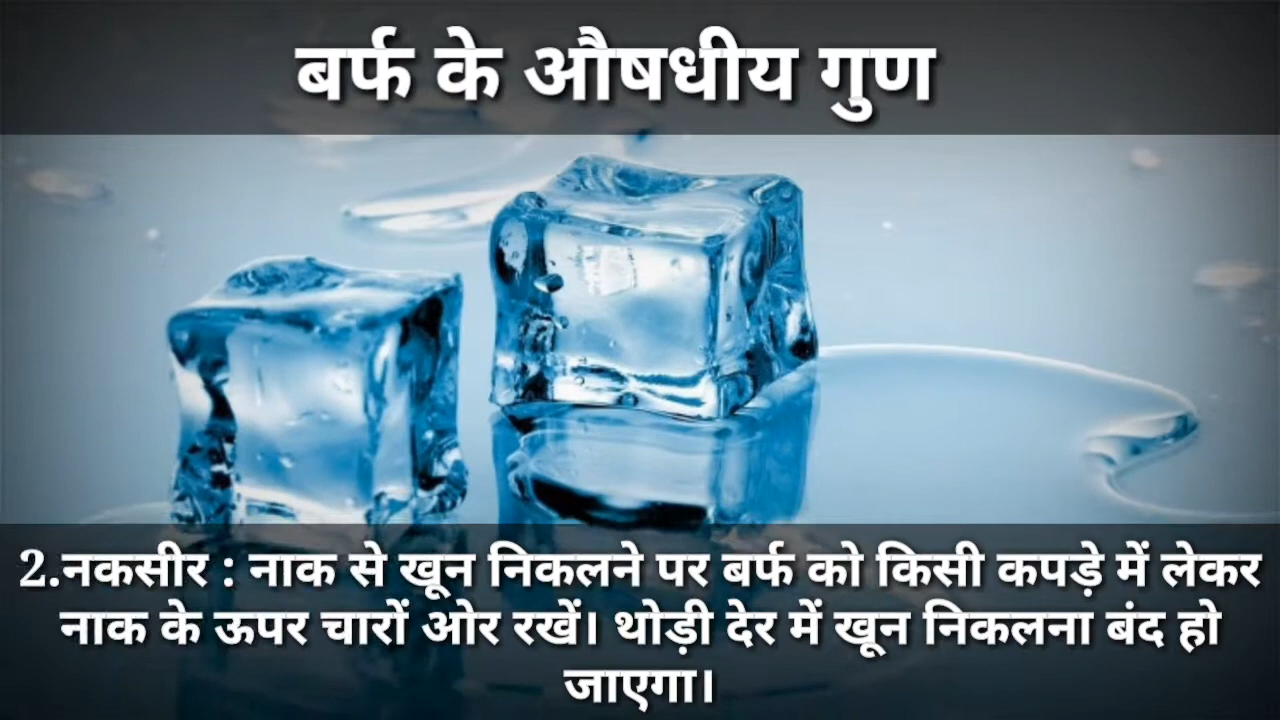 बर्फ के औषधीय गुण
2.नकसीर : नाक से खून निकलने पर बर्फ को किसी कपड़े में लेकर
नाक के ऊपर चारों ओर रखें। थोड़ी देर में खून निकलना बंद हो
जाएगा।